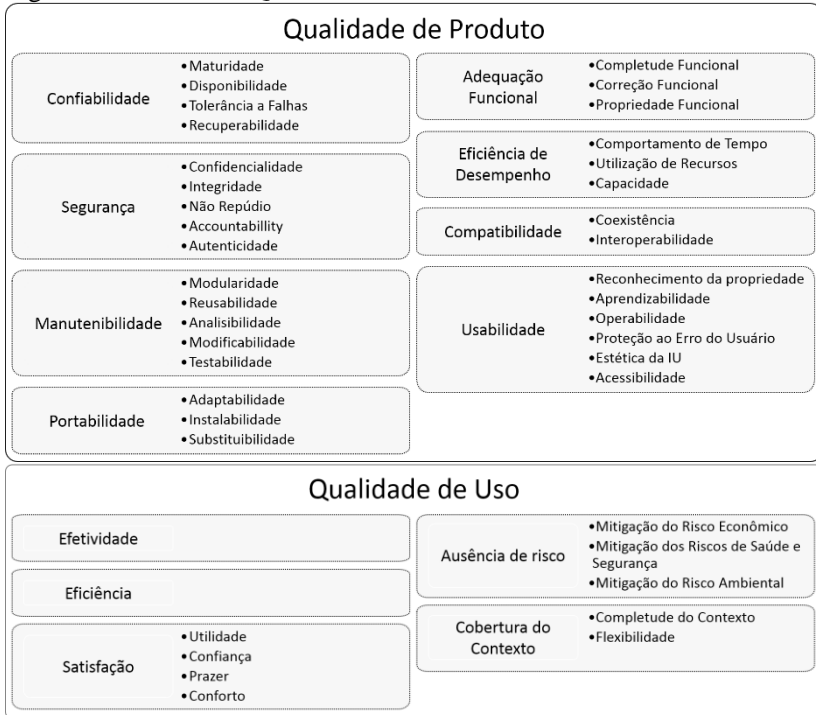 Qualidade de Produto
Confiabilidade
•Maturidade
•Disponibilidade
•Tolerância a Falhas
•Recuperabilidade
Segurança
•Confidencialidade
•Integridade
•Não Repúdio
•Accountabillity
•Autenticidade
Manutenibilidade
•Modularidade
•Reusabilidade
•Analisibilidade
•Modificabilidade
•Testabilidade
Portabilidade
•Adaptabilidade
•Instalabilidade
•Substituibilidade
Adequação
Funcional
•Completude Funcional
•Correção Funcional
•Propriedade Funcional
Eficiência de
Desempenho
•Comportamento de Tempo
•Utilização de Recursos
•Capacidade
Compatibilidade
•Coexistência
•Interoperabilidade
Usabilidade
•Reconhecimento da propriedade
•Aprendizabilidade
•Operabilidade
•Proteção ao Erro do Usuário
•Estética da IU
•Acessibilidade
Qualidade de Uso
Efetividade
Eficiência
Satisfação
•Utilidade
•Confiança
•Prazer
•Conforto
Ausência de risco
•Mitigação do Risco Econômico
•Mitigação dos Riscos de Saúde e
Segurança
•Mitigação do Risco Ambiental
Cobertura do
Contexto
•Completude do Contexto
•Flexibilidade